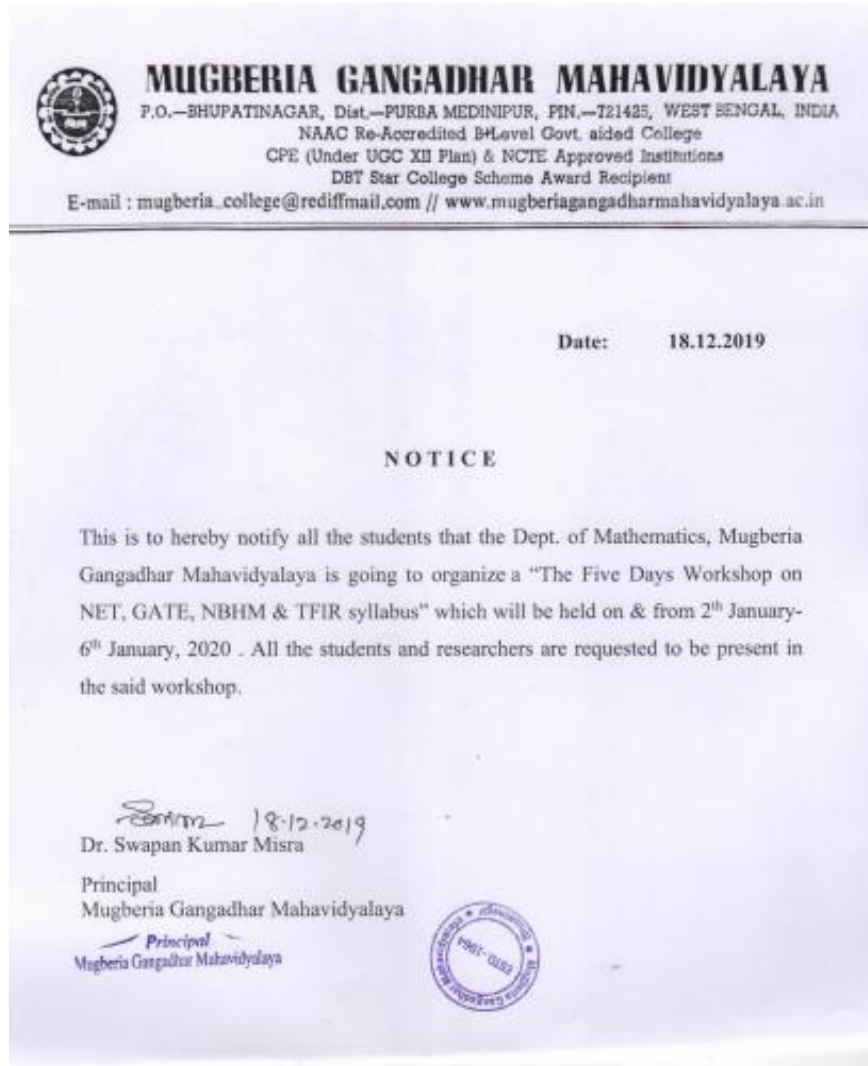 MUGBERIA GANGADHAR MAHAVIDYALAYA
P.O.—BHUPATINAGAR, Dist.—PURBA MEDINIPUR, PIN.—721425, WEST BENGAL, INDIA
NAAC Re-Accredited B+Level Govt. aided College
CPE (Under UGC XII Plan) & NCTE Approved Institutions
DBT Star College Scheme Award Recipient
E-mail : mugberia_college@rediffmail.com // www.mugberiagangadharmahavidyalaya.ac.in
Date: 18.12.2019
NOTICE
This is to hereby notify all the students that the Dept. of Mathematics, Mugberia
Gangadhar Mahavidyalaya is going to organize a “The Five Days Workshop on
NET, GATE, NBHM & TFIR syllabus” which will be held on & from 2th January-
6th January, 2020 . All the students and researchers are requested to be present in
the said workshop.
18-12-2019
Dr. Swapan Kumar Misra
Principal
Mugberia Gangadhar Mahavidyalaya
Principal
Mugberia Gangadhar Mahavidyalaya
Mugberia Gangadhar Mahavidyalaya
ESTD.-1964